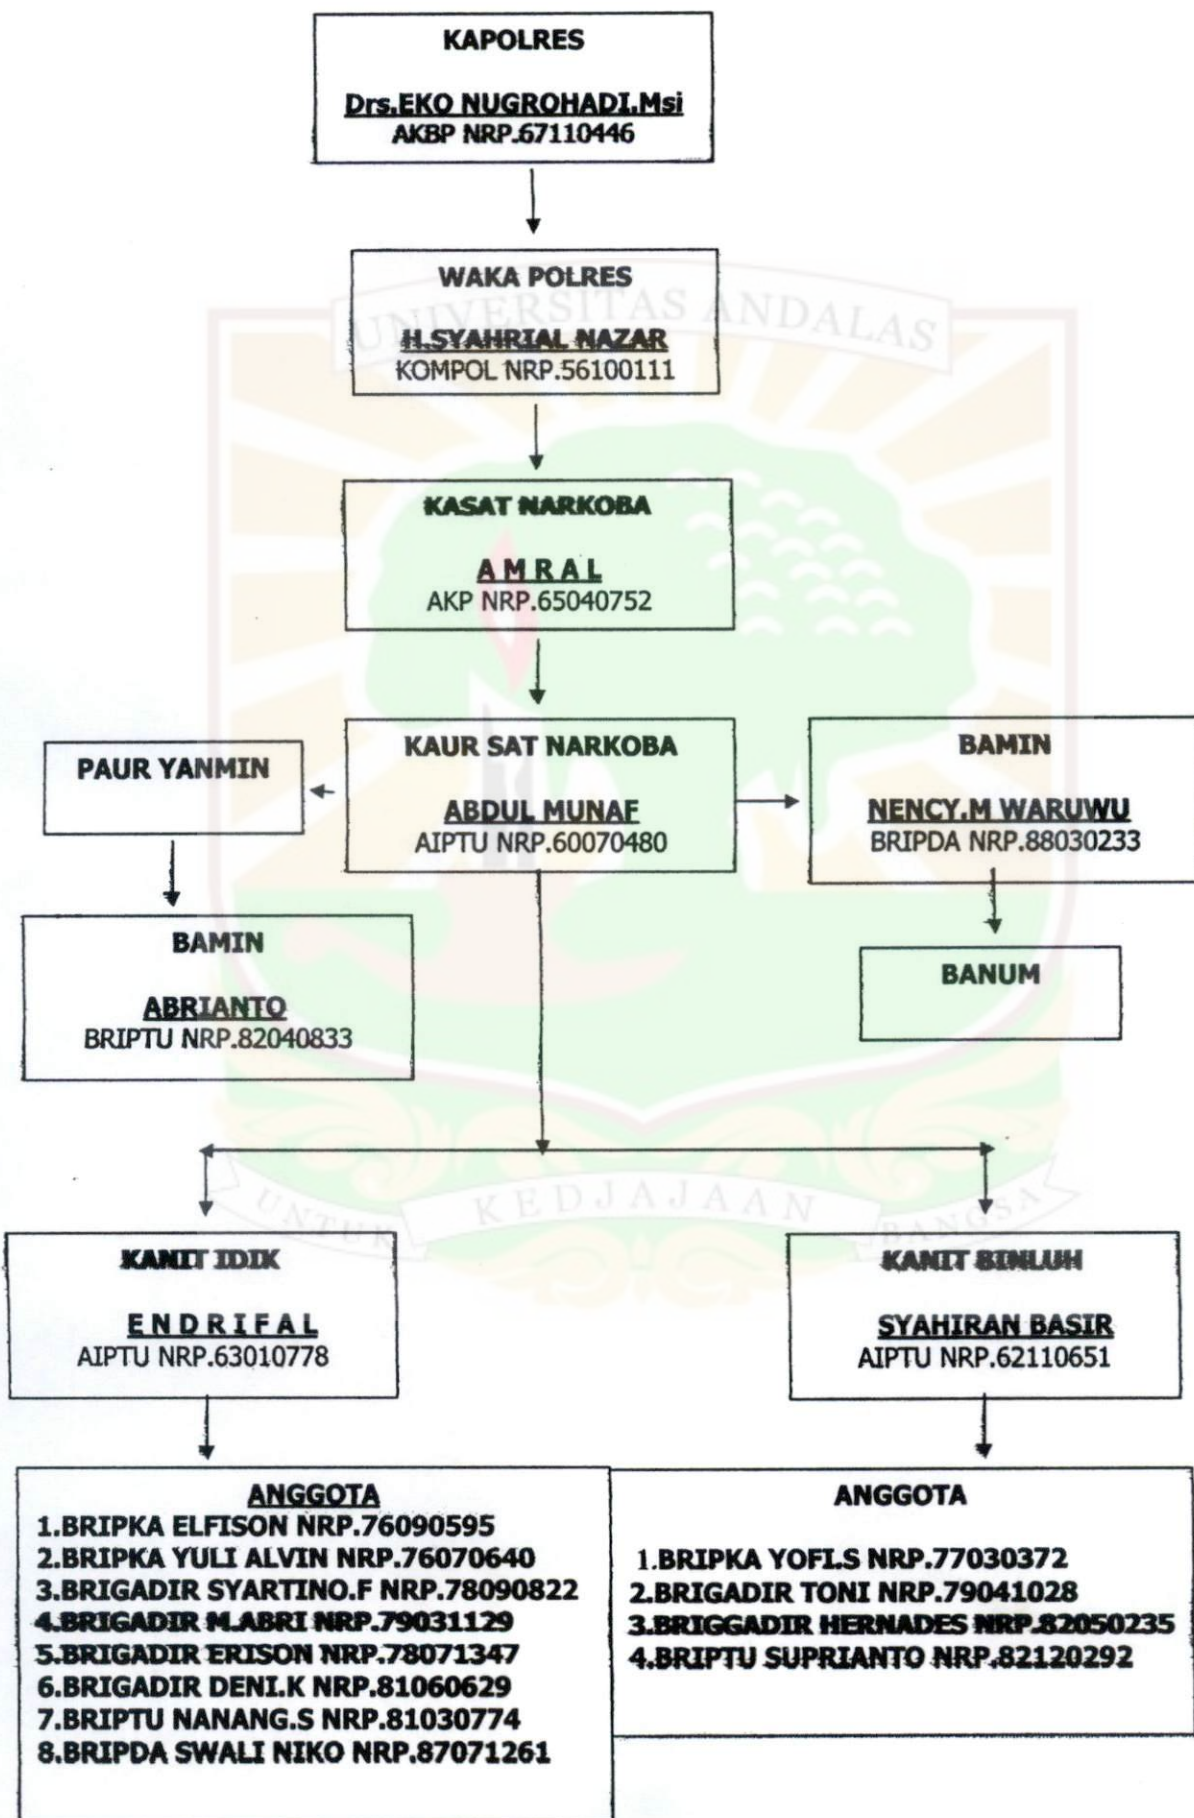 KAPOLRES
Drs.EKO NUGROHADI.Msi
AKBP NRP.67110446
WAKA POLRES
H.SYAHRIAL NAZAR
KOMPOL NRP.56100111
UNIVERSITAS ANDALAS
KASAT NARKOBA
A M R A L
AKP NRP.65040752
PAUR YANMIN
KAUR SAT NARKOBA
ABDUL MUNAF
AIPTU NRP.60070480
BAMIN
NENCY.M WARUWU
BRIPDA NRP.88030233
BAMIN
ABRIANTO
BRIPTU NRP.82040833
BANUM
UNTUK KEDJAJAAN BANGSA
KANIT IDIK
E N D R I F A L
AIPTU NRP.63010778
KANIT BINLUH
SYAHIRAN BASIR
AIPTU NRP.62110651
ANGGOTA
1.BRIPKA ELFISON NRP.76090595
2.BRIPKA YULI ALVIN NRP.76070640
3.BRIGADIR SYARTINO.F NRP.78090822
4.BRIGADIR M.ABRI NRP.79031129
5.BRIGADIR ERISON NRP.78071347
6.BRIGADIR DENI.K NRP.81060629
7.BRIPTU NANANG.S NRP.81030774
8.BRIPDA SWALI NIKO NRP.87071261
ANGGOTA
1.BRIPKA YOFI.S NRP.77030372
2.BRIGADIR TONI NRP.79041028
3.BRIGGADIR HERNADES NRP.82050235
4.BRIPTU SUPRIANTO NRP.82120292